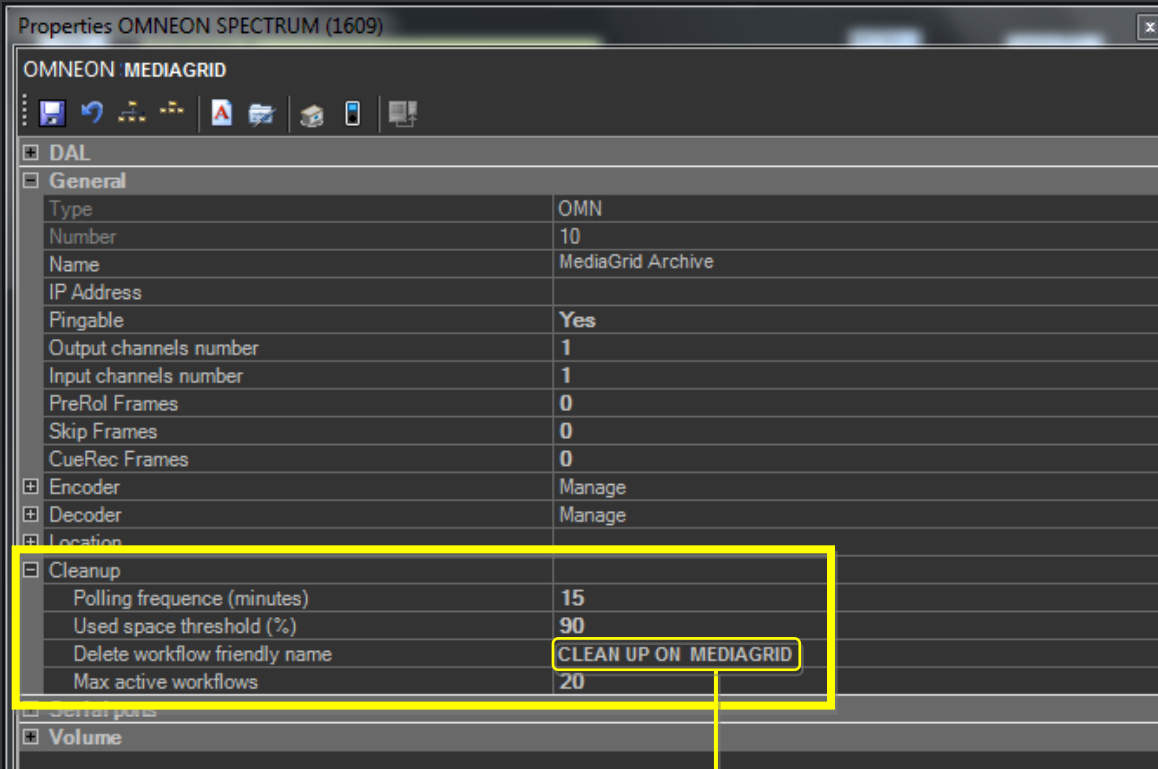 Properties OMNEON SPECTRUM (1609)
x
OMNEON : MEDIAGRID
A
DAL
General
Type OMN
Number 10
Name MediaGrid Archive
IP Address
Pingable Yes
Output channels number 1
Input channels number 1
PreRol Frames 0
Skip Frames 0
CueRec Frames 0
Encoder Manage
Decoder Manage
Location
Cleanup
Polling frequence (minutes) 15
Used space threshold (%) 90
Delete workflow friendly name CLEAN UP ON MEDIAGRID
Max active workflows 20
Serial ports
Volume